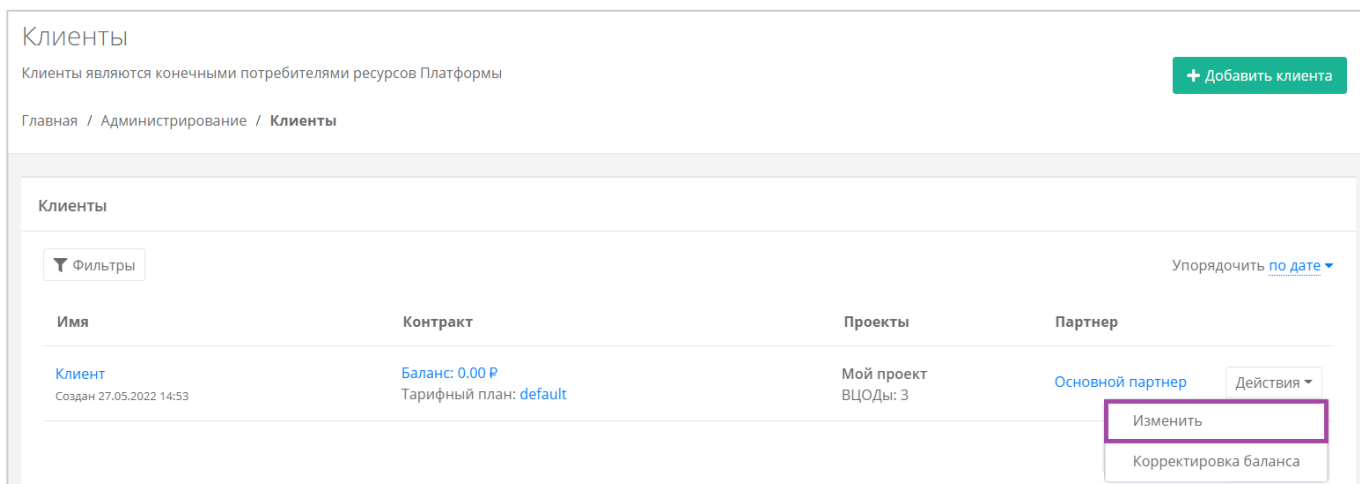 Клиенты
Клиенты являются конечными потребителями ресурсов Платформы
+ Добавить клиента
Главная / Администрирование / Клиенты
Клиенты
Фильтры
Упорядочить по дате
Имя Контракт Проекты Партнер
Клиент Баланс: 0.00 ₽ Мой проект Основной партнер Действия
Создан 27.05.2022 14:53 Тарифный план: default ВЦОДы: 3
Изменить
Корректировка баланса